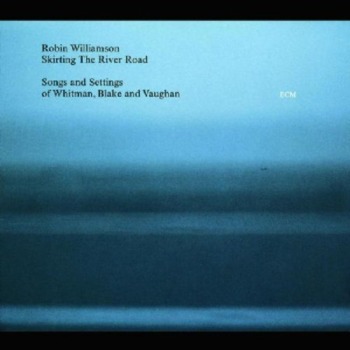 Robin Williamson
Skirting The River Road
Songs and Settings
of Whitman, Blake and Vaughan
ECM